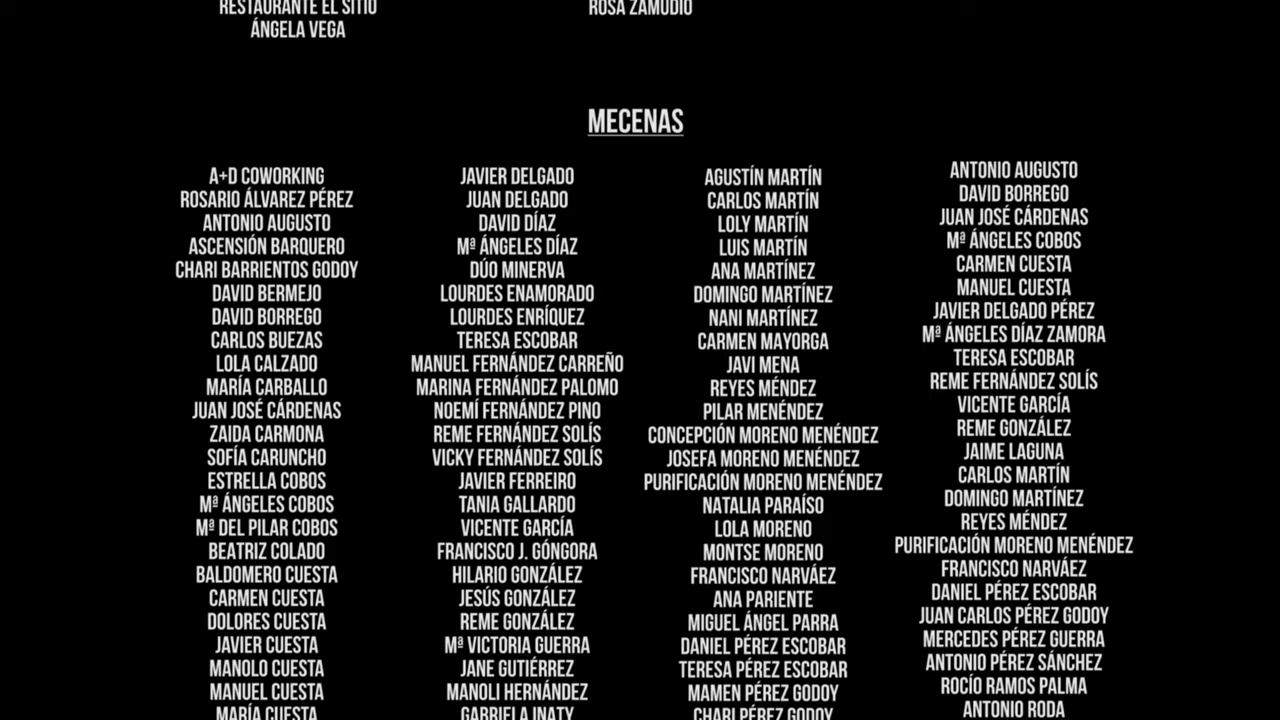 RESTAURANTE EL SITIO
ÁNGELA VEGA
ROSA ZAMUDIO
MECENAS
A+D COWORKING
ROSARIO ÁLVAREZ PÉREZ
ANTONIO AUGUSTO
ASCENSIÓN BARQUERO
CHARI BARRIENTOS GODOY
DAVID BERMEJO
DAVID BORREGO
CARLOS BUEZAS
LOLA CALZADO
MARÍA CARBALLO
JUAN JOSÉ CÁRDENAS
ZAIDA CARMONA
SOFÍA CARUNCHO
ESTRELLA COBOS
Mª ÁNGELES COBOS
Mª DEL PILAR COBOS
BEATRIZ COLADO
BALDOMERO CUESTA
CARMEN CUESTA
DOLORES CUESTA
JAVIER CUESTA
MANOLO CUESTA
MANUEL CUESTA
MARÍA CUESTA
JAVIER DELGADO
JUAN DELGADO
DAVID DÍAZ
Mª ÁNGELES DÍAZ
DÚO MINERVA
LOURDES ENAMORADO
LOURDES ENRÍQUEZ
TERESA ESCOBAR
MANUEL FERNÁNDEZ CARREÑO
MARINA FERNÁNDEZ PALOMO
NOEMÍ FERNÁNDEZ PINO
REME FERNÁNDEZ SOLÍS
VICKY FERNÁNDEZ SOLÍS
JAVIER FERREIRO
TANIA GALLARDO
VICENTE GARCÍA
FRANCISCO J. GÓNGORA
HILARIO GONZÁLEZ
JESÚS GONZÁLEZ
REME GONZÁLEZ
Mª VICTORIA GUERRA
JANE GUTIÉRREZ
MANOLI HERNÁNDEZ
GABRIELA INATY
AGUSTÍN MARTÍN
CARLOS MARTÍN
LOLY MARTÍN
LUIS MARTÍN
ANA MARTÍNEZ
DOMINGO MARTÍNEZ
NANI MARTÍNEZ
CARMEN MAYORGA
JAVI MENA
REYES MÉNDEZ
PILAR MENÉNDEZ
CONCEPCIÓN MORENO MENÉNDEZ
JOSEFA MORENO MENÉNDEZ
PURIFICACIÓN MORENO MENÉNDEZ
NATALIA PARAÍSO
LOLA MORENO
MONTSE MORENO
FRANCISCO NARVÁEZ
ANA PARIENTE
MIGUEL ÁNGEL PARRA
DANIEL PÉREZ ESCOBAR
TERESA PÉREZ ESCOBAR
MAMEN PÉREZ GODOY
CHARI PÉREZ GODOY
ANTONIO AUGUSTO
DAVID BORREGO
JUAN JOSÉ CÁRDENAS
Mª ÁNGELES COBOS
CARMEN CUESTA
MANUEL CUESTA
JAVIER DELGADO PÉREZ
Mª ÁNGELES DÍAZ ZAMORA
TERESA ESCOBAR
REME FERNÁNDEZ SOLÍS
VICENTE GARCÍA
REME GONZÁLEZ
JAIME LAGUNA
CARLOS MARTÍN
DOMINGO MARTÍNEZ
REYES MÉNDEZ
PURIFICACIÓN MORENO MENÉNDEZ
FRANCISCO NARVÁEZ
DANIEL PÉREZ ESCOBAR
JUAN CARLOS PÉREZ GODOY
MERCEDES PÉREZ GUERRA
ANTONIO PÉREZ SÁNCHEZ
ROCÍO RAMOS PALMA
ANTONIO RODA